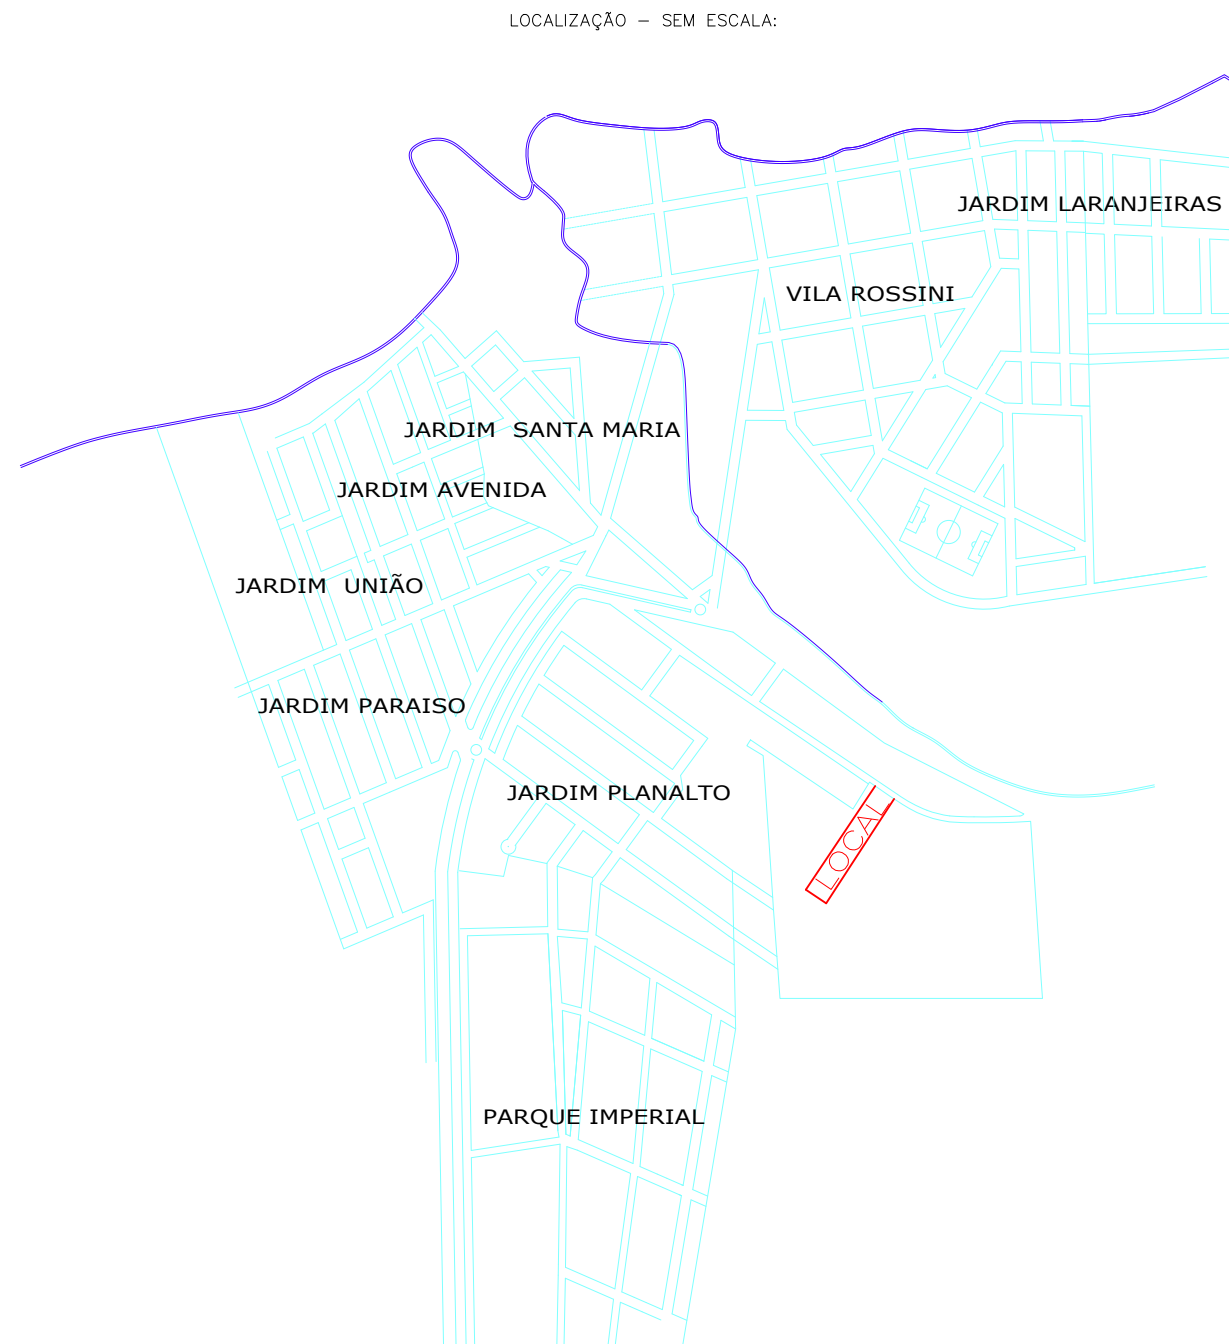 LOCALIZAÇÃO – SEM ESCALA:
JARDIM LARANJEIRAS
VILA ROSSINI
JARDIM SANTA MARIA
JARDIM AVENIDA
JARDIM UNIÃO
JARDIM PARAISO
JARDIM PLANALTO
LOCAL
PARQUE IMPERIAL